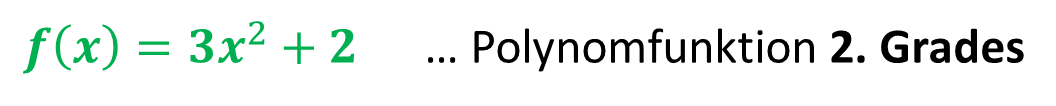 f(x) = 3x² + 2 ... Polynomfunktion 2. Grades